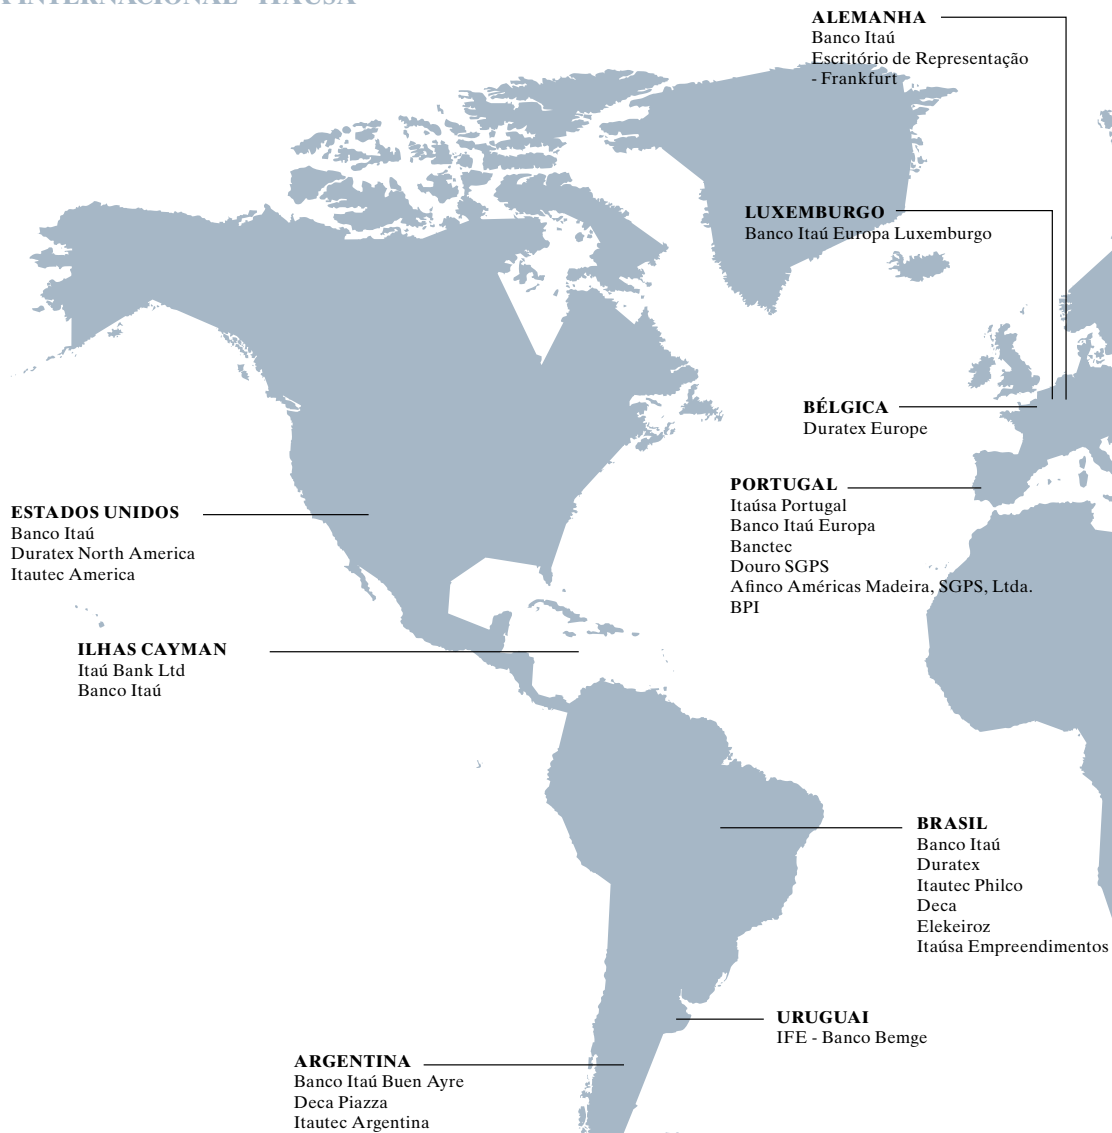 INTERNACIONAL ITAÚSA
ALEMANHA
Banco Itaú
Escritório de Representação
- Frankfurt
LUXEMBURGO
Banco Itaú Europa Luxemburgo
BÉLGICA
Duratex Europe
PORTUGAL
Itaúsa Portugal
Banco Itaú Europa
Banctec
Douro SGPS
Afinco Américas Madeira, SGPS, Ltda.
BPI
ESTADOS UNIDOS
Banco Itaú
Duratex North America
Itautec America
ILHAS CAYMAN
Itaú Bank Ltd
Banco Itaú
BRASIL
Banco Itaú
Duratex
Itautec Philco
Deca
Elekeiroz
Itaúsa Empreendimentos
URUGUAI
IFE - Banco Bemge
ARGENTINA
Banco Itaú Buen Ayre
Deca Piazza
Itautec Argentina